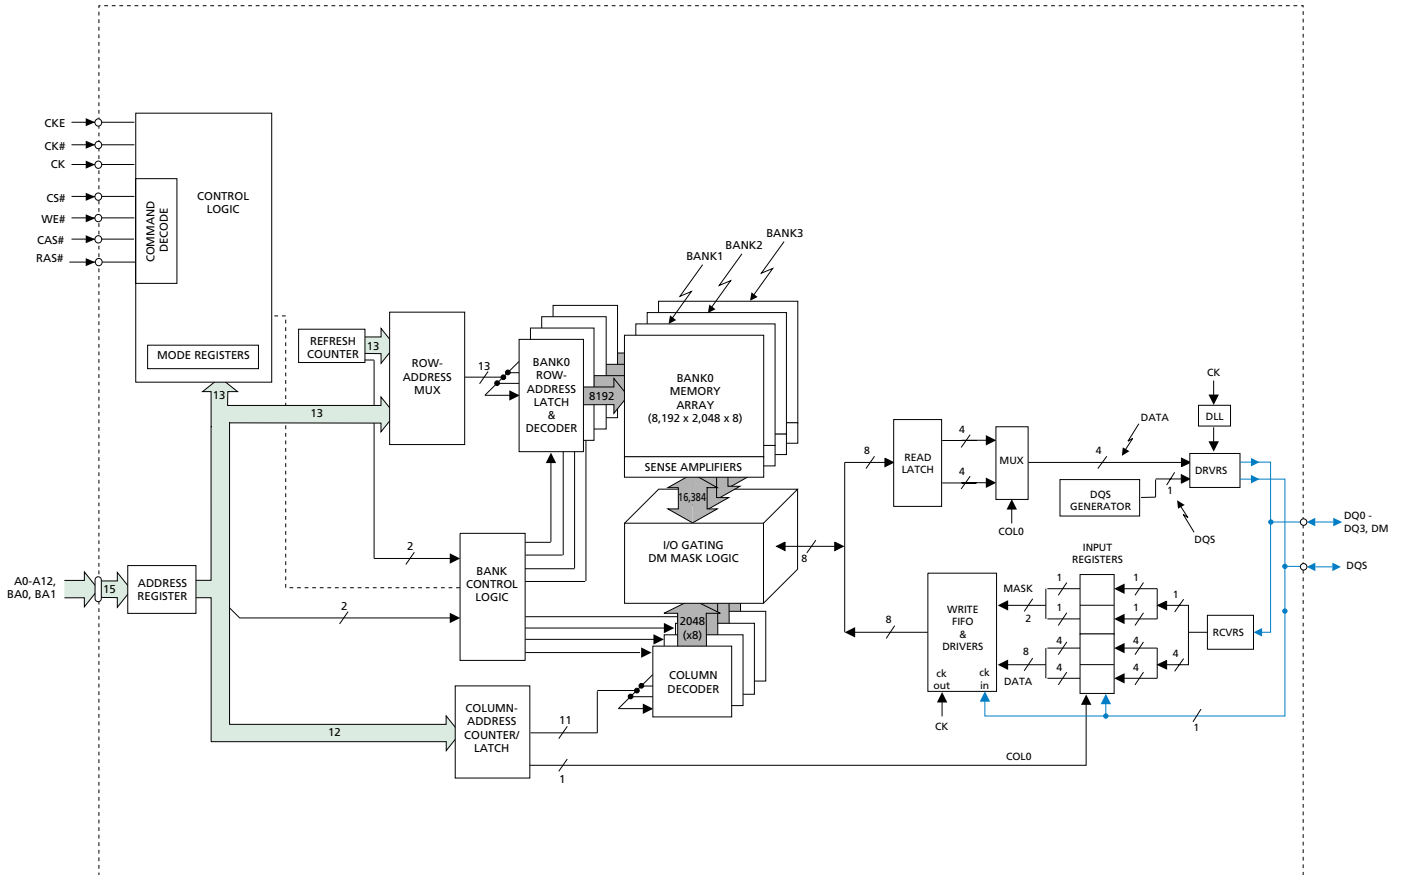 CKE
CK#
CK
CS#
WE#
CAS#
RAS#
COMMAND
DECODE
CONTROL
LOGIC
MODE REGISTERS
BANK3
BANK2
BANK1
REFRESH
COUNTER
13
ROW-
ADDRESS
MUX
13
13
13
BANK0
ROW-
ADDRESS
LATCH
&
DECODER
8192
BANK0
MEMORY
ARRAY
(8,192 x 2,048 x 8)
SENSE AMPLIFIERS
16,384
I/O GATING
DM MASK LOGIC
8
2
BANK
CONTROL
LOGIC
2
A0-A12,
BA0, BA1
15
ADDRESS
REGISTER
2048
(x8)
COLUMN
DECODER
COLUMN-
ADDRESS
COUNTER/
LATCH
12
11
1
COL0
8
READ
LATCH
4
4
MUX
COL0
4
DATA
CK
DLL
DRVRS
DQS
GENERATOR
1
DQS
DQ0 -
DQ3, DM
DQS
INPUT
REGISTERS
8
WRITE
FIFO
&
DRIVERS
ck
out
ck
in
CK
MASK
2
8
DATA
1
1
4
4
1
1
4
4
1
4
RCVRS
1